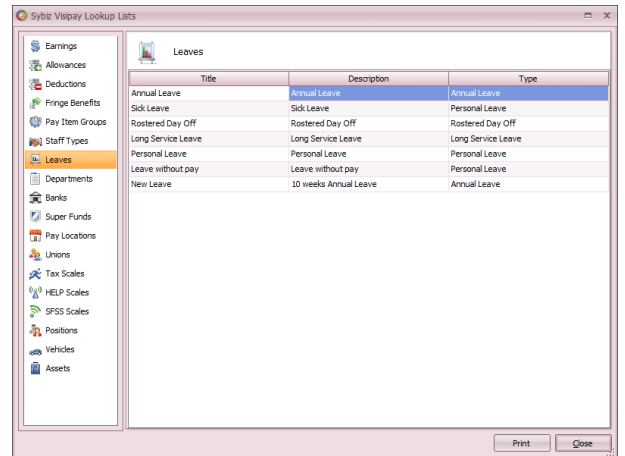 Sybiz Visipay Lookup Lists
Earnings
Allowances
Deductions
Fringe Benefits
Pay Item Groups
Staff Types
Leaves
Departments
Banks
Super Funds
Pay Locations
Unions
Tax Scales
HELP Scales
SFSS Scales
Positions
Vehicles
Assets
Leaves
Title Description Type
Annual Leave Annual Leave Annual Leave
Sick Leave Sick Leave Personal Leave
Rostered Day Off Rostered Day Off Rostered Day Off
Long Service Leave Long Service Leave Long Service Leave
Personal Leave Personal Leave Personal Leave
Leave without pay Leave without pay Personal Leave
New Leave 10 weeks Annual Leave Annual Leave
Print Close